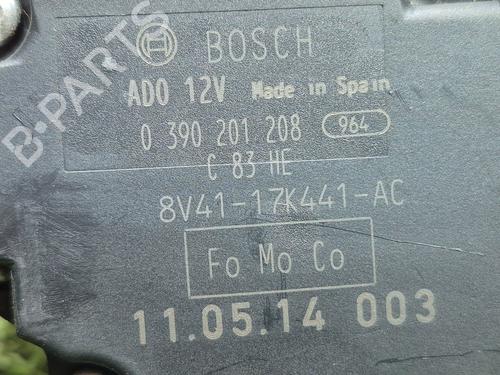 BOSCH
AD0 12V Made in Spain
0 390 201 208 964
C 83 HE
8V41-17K441-AC
Fo Mo Co
11.05.14 003
B-PARTS